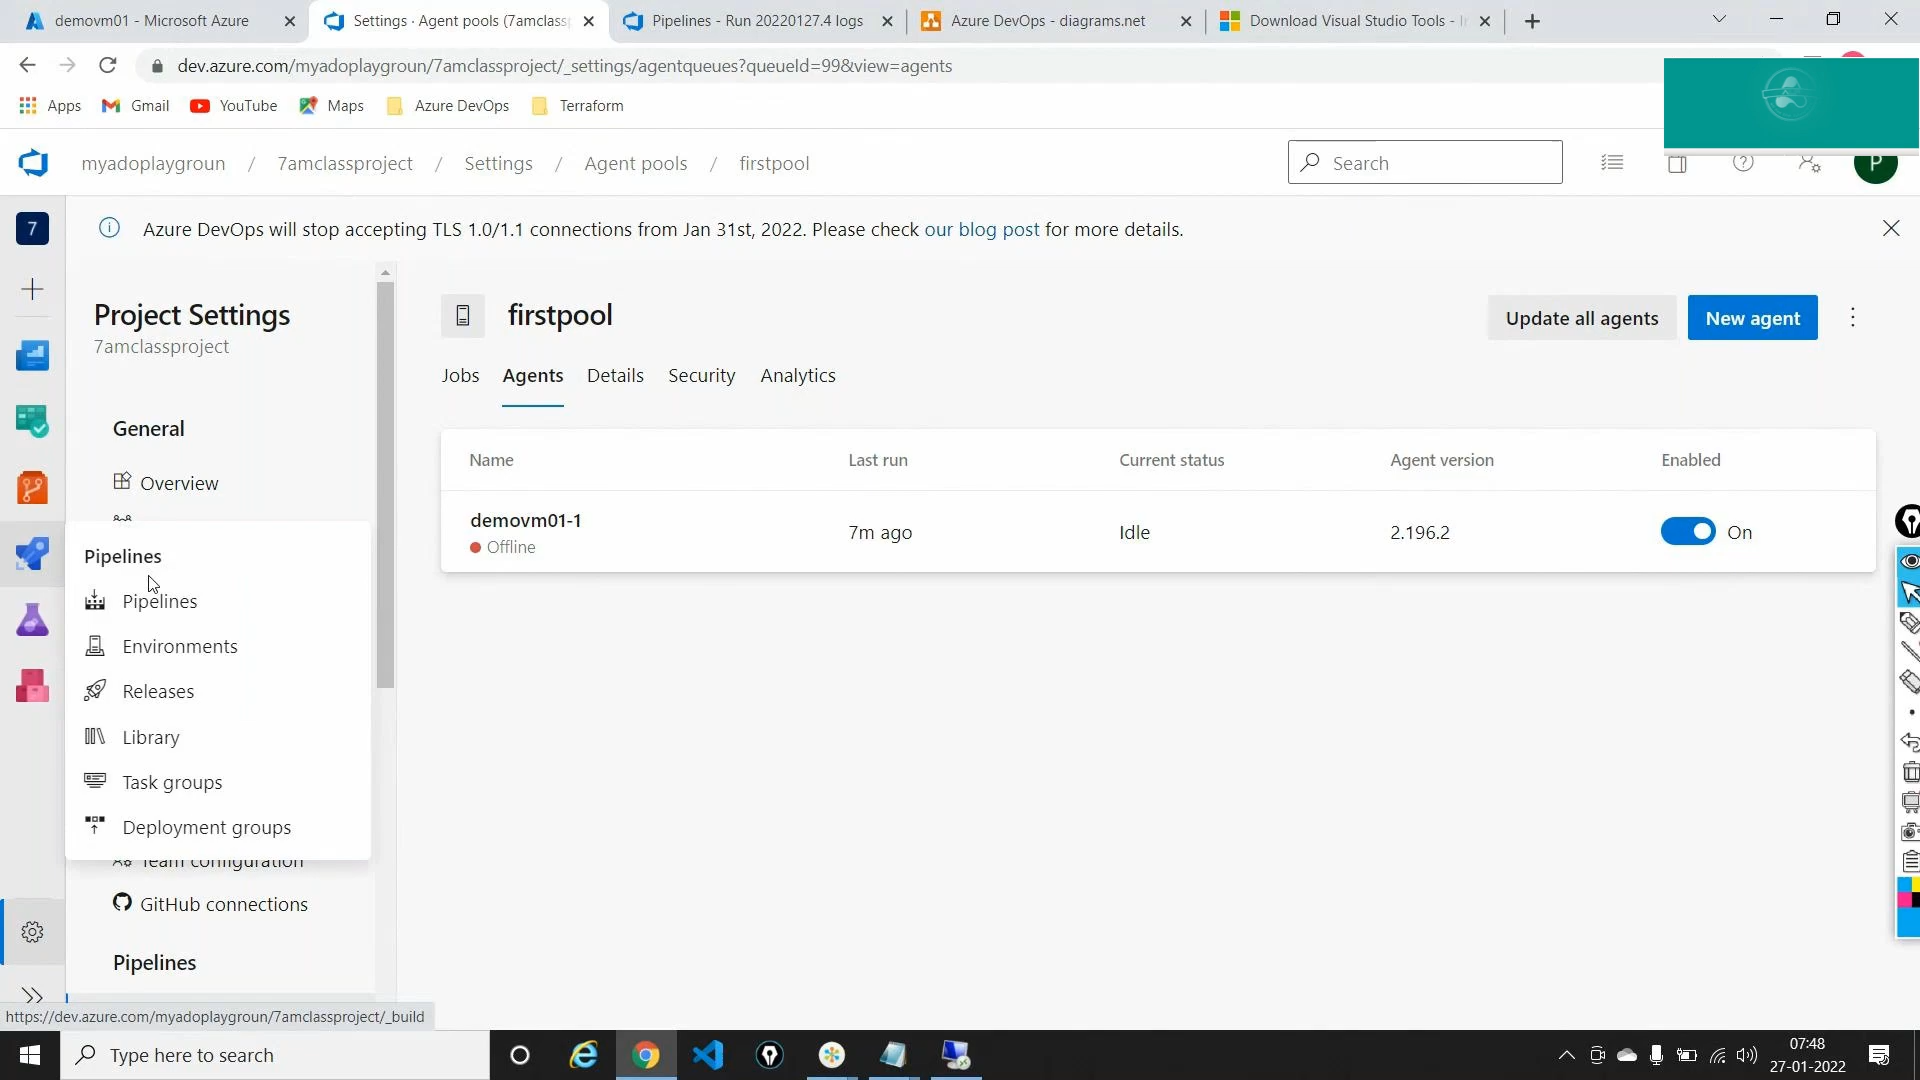 demovm01 - Microsoft Azure
Settings · Agent pools (7amclassp
Pipelines - Run 20220127.4 logs
Azure DevOps - diagrams.net
Download Visual Studio Tools - In
dev.azure.com/myadoplaygroun/7amclassproject/_settings/agentqueues?queueId=99&view=agents
Apps
Gmail
YouTube
Maps
Azure DevOps
Terraform
myadoplaygroun / 7amclassproject / Settings / Agent pools / firstpool
Search
P
7
Azure DevOps will stop accepting TLS 1.0/1.1 connections from Jan 31st, 2022. Please check our blog post for more details.
Project Settings
7amclassproject
General
Overview
Pipelines
Pipelines
Environments
Releases
Library
Task groups
Deployment groups
Team configuration
GitHub connections
Pipelines
firstpool
Update all agents
New agent
Jobs Agents Details Security Analytics
Name Last run Current status Agent version Enabled
demovm01-1
Offline
7m ago
Idle
2.196.2
On
https://dev.azure.com/myadoplaygroun/7amclassproject/_build
Type here to search
07:48
27-01-2022